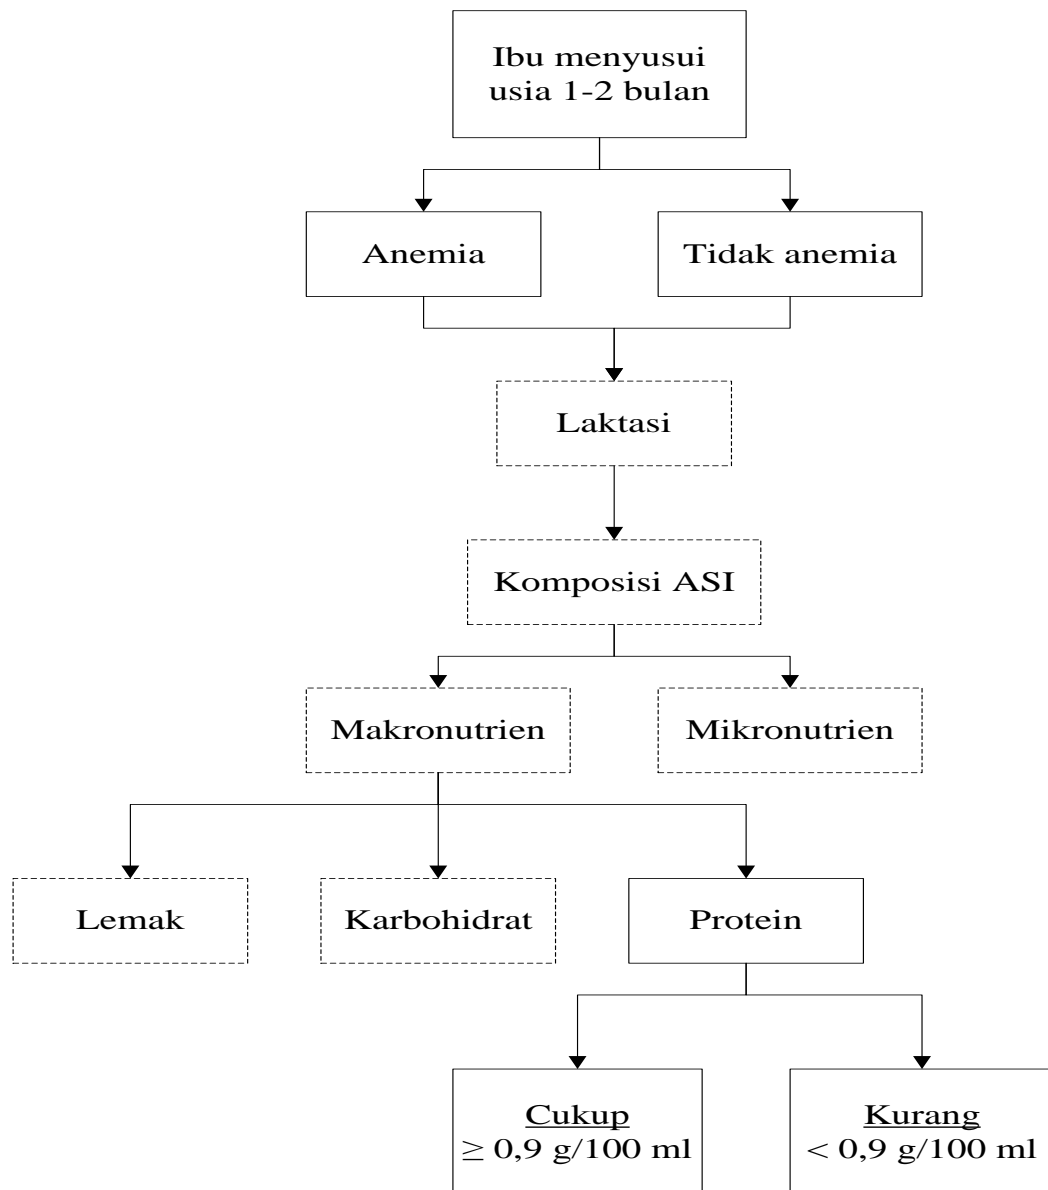 Ibu menyusui
usia 1-2 bulan
Anemia
Tidak anemia
Laktasi
Komposisi ASI
Makronutrien
Mikronutrien
Lemak
Karbohidrat
Protein
Cukup
≥ 0,9 g/100 ml
Kurang
< 0,9 g/100 ml